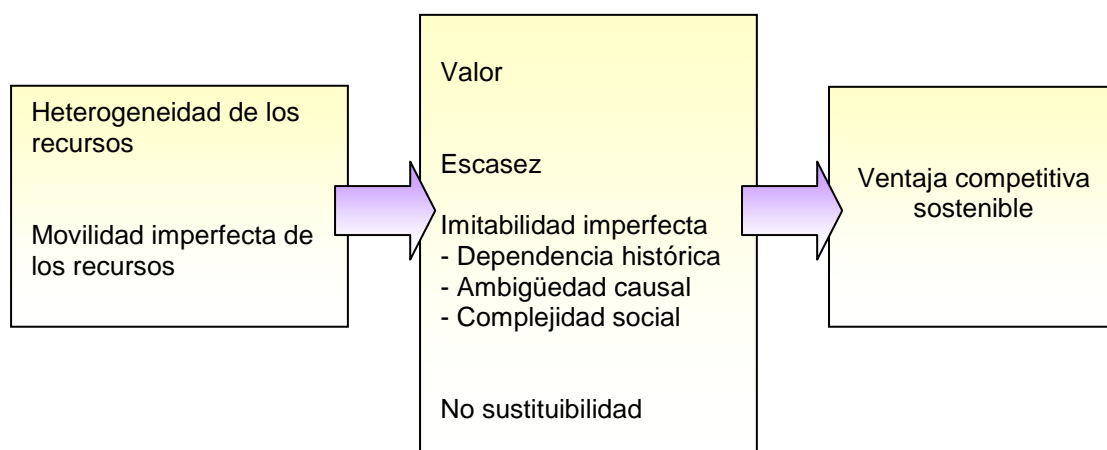 Heterogeneidad de los
recursos
Movilidad imperfecta de
los recursos
Valor
Escasez
Imitabilidad imperfecta
- Dependencia histórica
- Ambigüedad causal
- Complejidad social
No sustituibilidad
Ventaja competitiva
sostenible